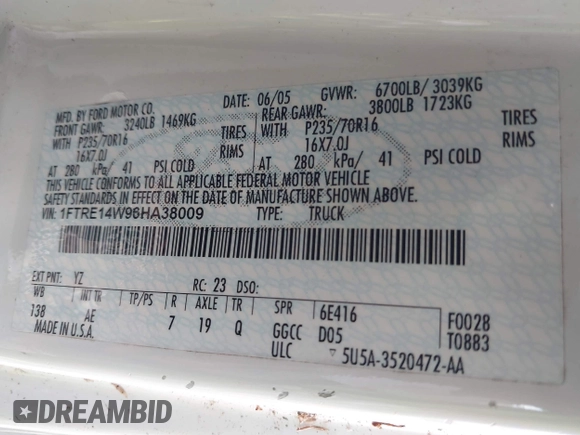 MFD. BY FORD MOTOR CO.
DATE: 06/05 GVWR: 6700LB/ 3039KG
FRONT GAWR: 3240LB 1469KG
REAR GAWR: 3800LB 1723KG
WITH P235/70R16 TIRES
WITH P235/70R16 TIRES
16X7.0J RIMS
16X7.0J RIMS
AT 280 kPa/ 41 PSI COLD
AT 280 kPa/ 41 PSI COLD
THIS VEHICLE CONFORMS TO ALL APPLICABLE FEDERAL MOTOR VEHICLE
SAFETY STANDARDS IN EFFECT ON THE DATE OF MANUFACTURE SHOWN ABOVE.
VIN: 1FTRE14W96HA38009 TYPE: TRUCK
EXT PNT: YZ RC: 23 DSO:
WB INT TR TP/PS R AXLE TR SPR 6E416 F0028
138 AE 7 19 Q GGCC D05 T0883
MADE IN U.S.A. ULC 5U5A-3520472-AA
DREAMBID